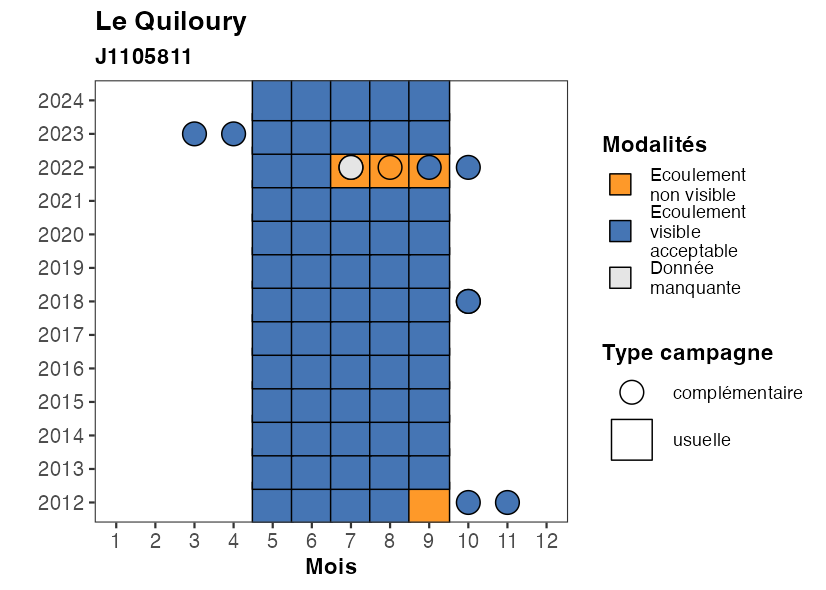 Le Quiloury
J1105811
2024
2023
2022
2021
2020
2019
2018
2017
2016
2015
2014
2013
2012
1 2 3 4 5 6 7 8 9 10 11 12
Mois
Modalités
Ecoulement
non visible
Ecoulement
visible
acceptable
Donnée
manquante
Type campagne
complémentaire
usuelle